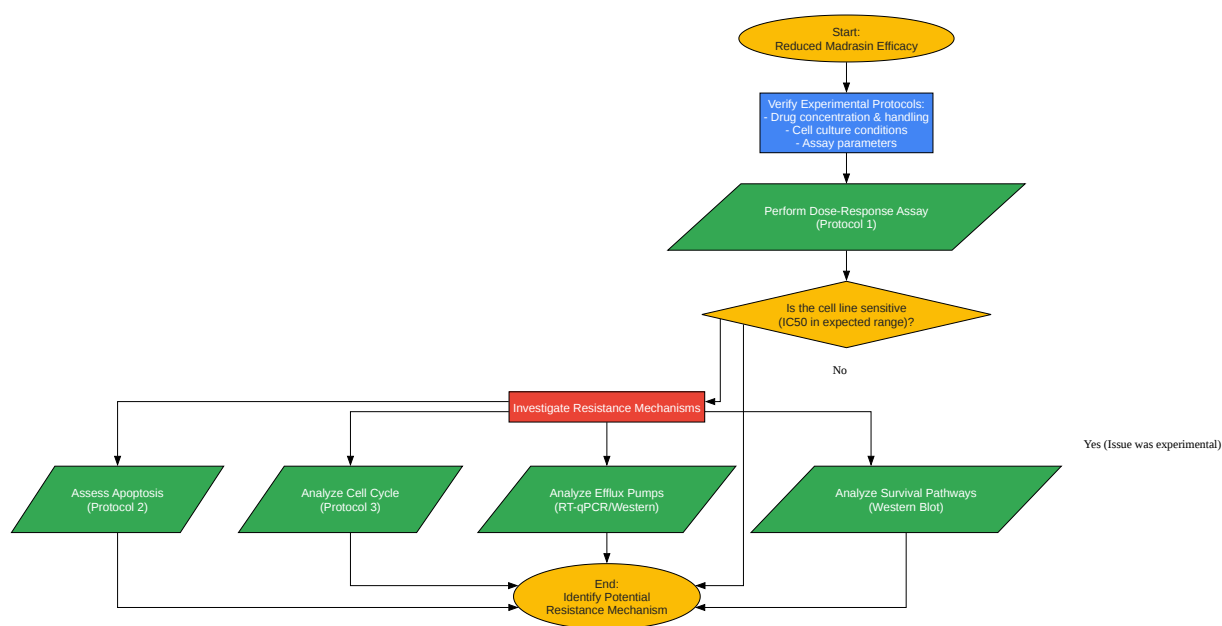 Start:
Reduced Madrasin Efficacy
Verify Experimental Protocols:
- Drug concentration & handling
- Cell culture conditions
- Assay parameters
Perform Dose-Response Assay
(Protocol 1)
Is the cell line sensitive
(IC50 in expected range)?
No
Investigate Resistance Mechanisms
Yes (Issue was experimental)
Assess Apoptosis
(Protocol 2)
Analyze Cell Cycle
(Protocol 3)
Analyze Efflux Pumps
(RT-qPCR/Western)
Analyze Survival Pathways
(Western Blot)
End:
Identify Potential
Resistance Mechanism